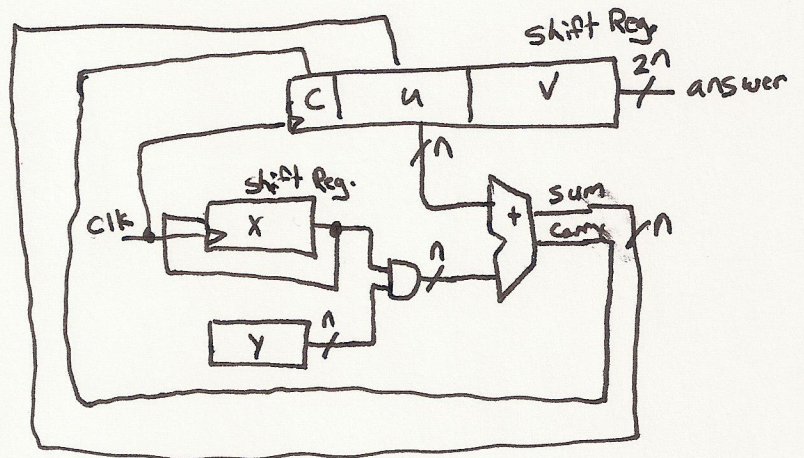 Shift Reg.
2n
answer
C
u
V
n
shift Reg.
Clk
X
n
Y
n
+
sum
carry
n